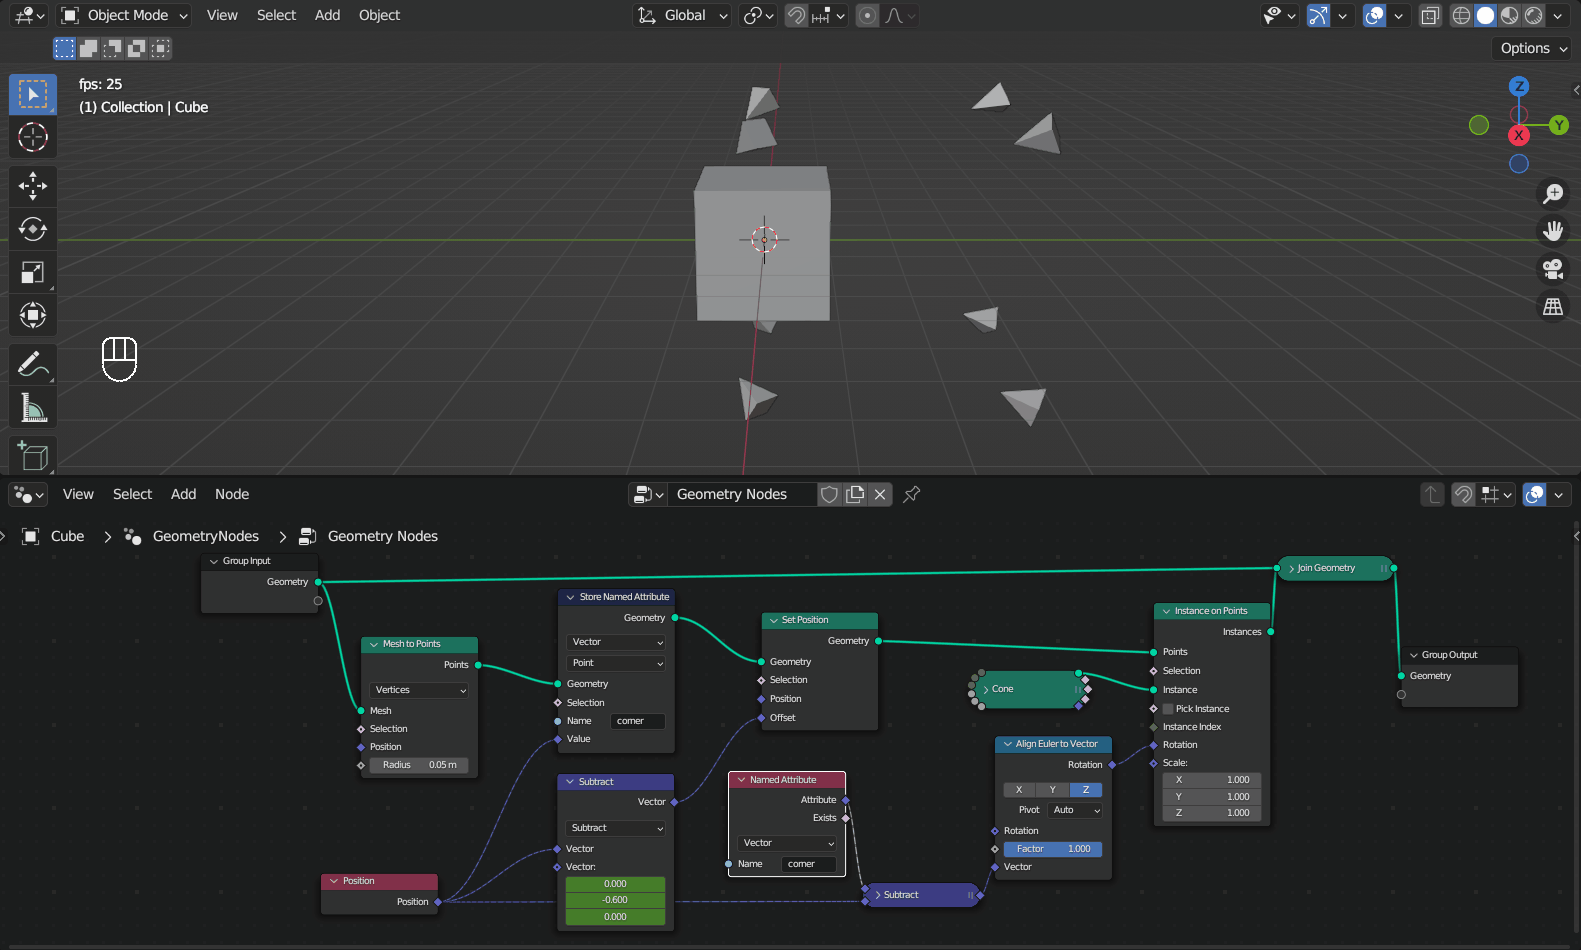 Object Mode View Select Add Object Global
Options
fps: 25
(1) Collection | Cube
Z
Y
X
View Select Add Node Geometry Nodes
Cube GeometryNodes Geometry Nodes
Group Input
Geometry
Mesh to Points
Points
Vertices
Mesh
Selection
Position
Radius 0.05 m
Position
Position
Store Named Attribute
Geometry
Vector
Point
Geometry
Selection
Name corner
Value
Subtract
Vector
Subtract
Vector
Vector:
0.000
-0.600
0.000
Set Position
Geometry
Geometry
Selection
Position
Offset
Named Attribute
Attribute
Exists
Vector
Name corner
Subtract
Cone
Align Euler to Vector
Rotation
X Y Z
Pivot Auto
Rotation
Factor 1.000
Vector
Instance on Points
Instances
Points
Selection
Instance
Pick Instance
Instance Index
Rotation
Scale:
X 1.000
Y 1.000
Z 1.000
Join Geometry
Group Output
Geometry